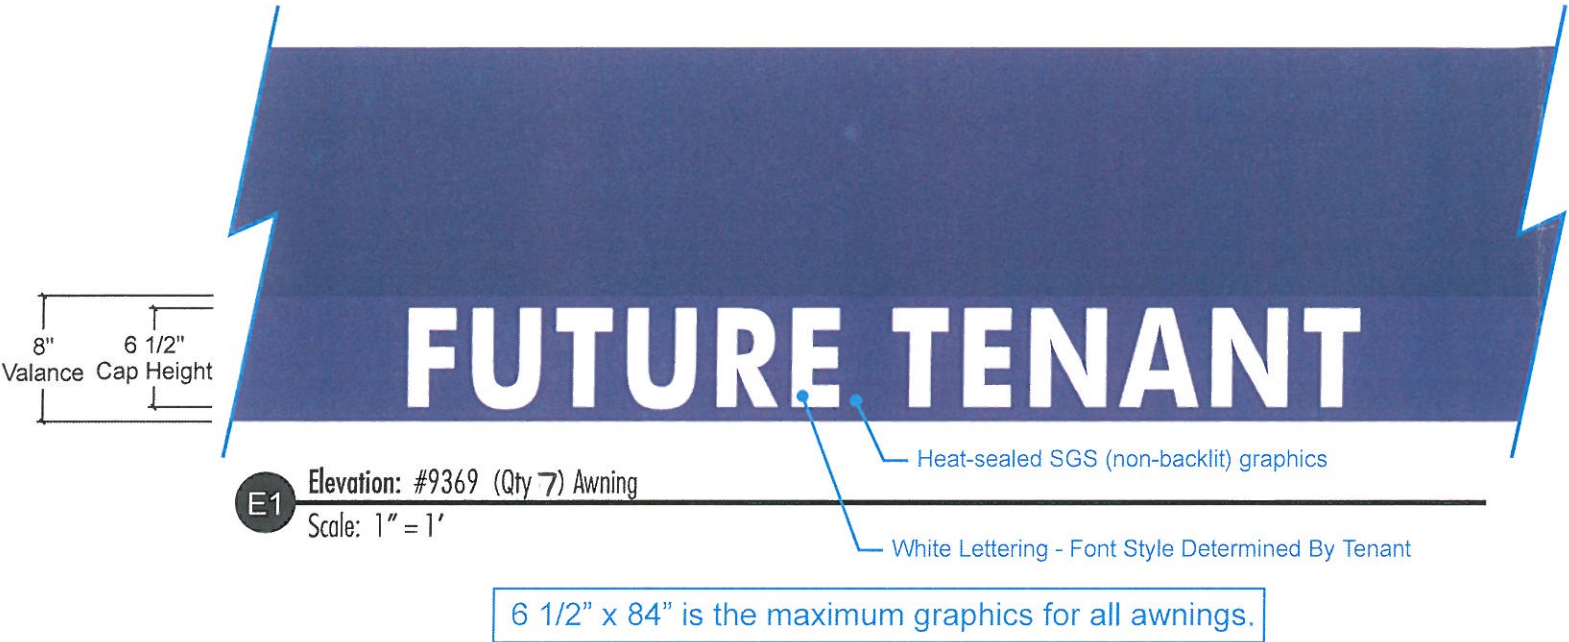 FUTURE TENANT
8"
Valance
6 1/2"
Cap Height
Heat-sealed SGS (non-backlit) graphics
E1
Elevation: #9369 (Qty 7) Awning
Scale: 1" = 1'
White Lettering - Font Style Determined By Tenant
6 1/2" x 84" is the maximum graphics for all awnings.